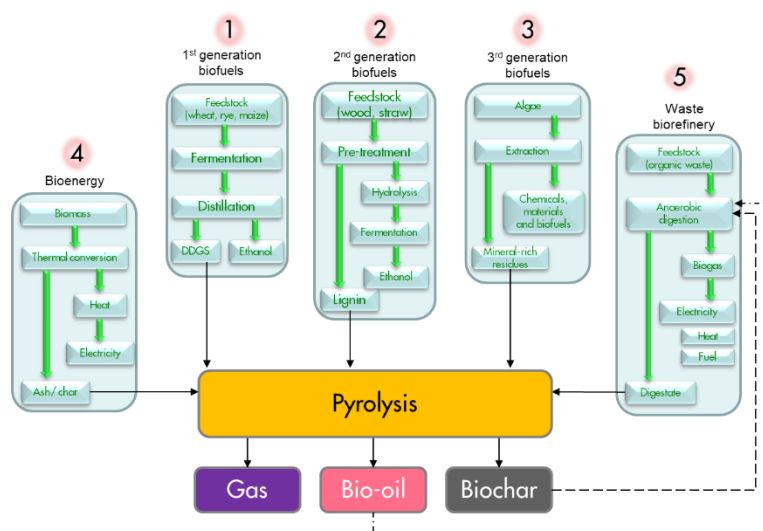 1
1st generation
biofuels
Feedstock
(wheat, rye, maize)
Fermentation
Distillation
DDGS
Ethanol
2
2nd generation
biofuels
Feedstock
(wood, straw)
Pre-treatment
Hydrolysis
Fermentation
Ethanol
Lignin
3
3rd generation
biofuels
Algae
Extraction
Chemicals,
materials
and biofuels
Mineral-rich
residues
4
Bioenergy
Biomass
Thermal conversion
Heat
Electricity
Ash/ char
5
Waste
biorefinery
Feedstock
(organic waste)
Anaerobic
digestion
Biogas
Electricity
Heat
Fuel
Digestate
Pyrolysis
Gas
Bio-oil
Biochar